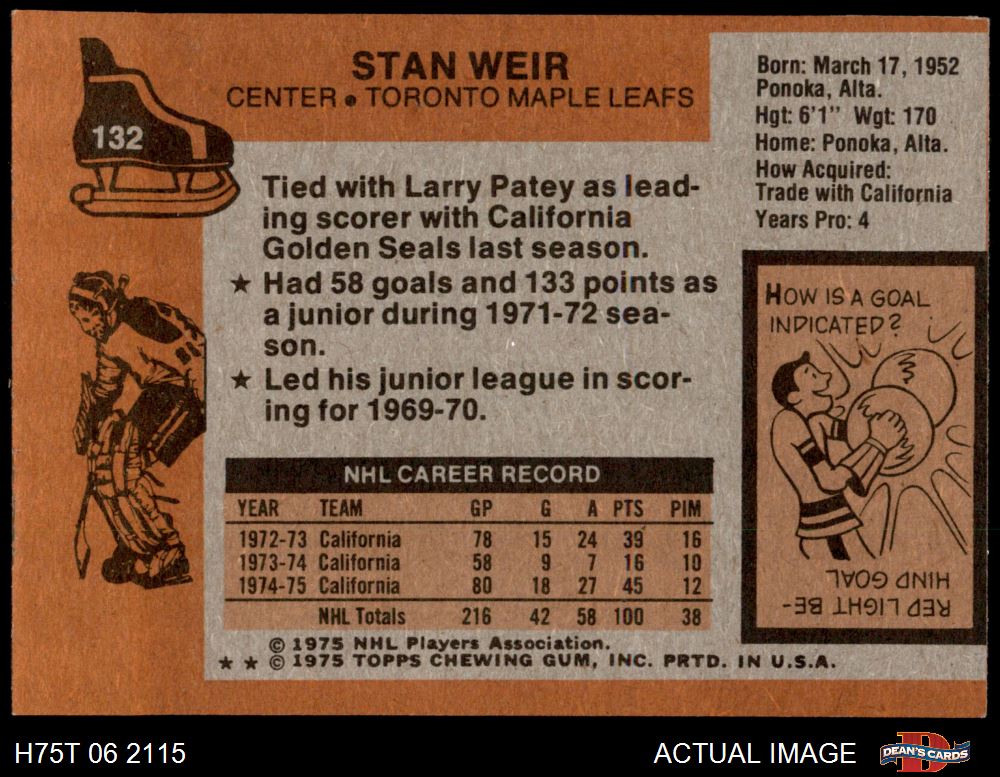 132
STAN WEIR
CENTER • TORONTO MAPLE LEAFS
Born: March 17, 1952
Ponoka, Alta.
Hgt: 6'1" Wgt: 170
Home: Ponoka, Alta.
How Acquired:
Trade with California
Years Pro: 4
Tied with Larry Patey as lead-
ing scorer with California
Golden Seals last season.
★ Had 58 goals and 133 points as
a junior during 1971-72 sea-
son.
★ Led his junior league in scor-
ing for 1969-70.
NHL CAREER RECORD
YEAR TEAM GP G A PTS PIM
1972-73 California 78 15 24 39 16
1973-74 California 58 9 7 16 10
1974-75 California 80 18 27 45 12
NHL Totals 216 42 58 100 38
© 1975 NHL Players Association.
★ ★ © 1975 TOPPS CHEWING GUM, INC. PRTD. IN U.S.A.
HOW IS A GOAL
INDICATED?
RED LIGHT BE-
HIND GOAL
H75T 06 2115
ACTUAL IMAGE
D
DEAN'S CARDS